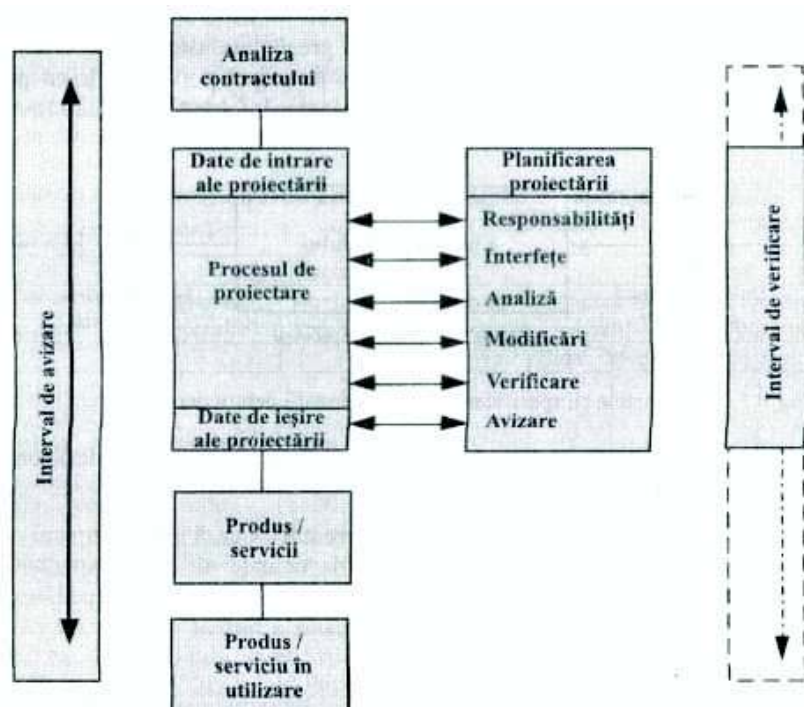 Analiza
contractului
Date de intrare
ale proiectării
Procesul de
proiectare
Date de ieşire
ale proiectării
Produs /
servicii
Produs /
serviciu în
utilizare
Planificarea
proiectării
Responsabilităţi
Interfeţe
Analiză
Modificări
Verificare
Avizare
Interval de avizare
Interval de verificare